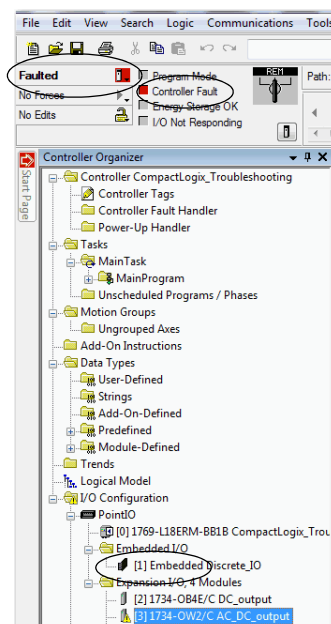 File Edit View Search Logic Communications Tools
Faulted
No Forces
No Edits
Program Mode
Controller Fault
Energy Storage OK
I/O Not Responding
REM
Path:
Start Page
Controller Organizer
Controller CompactLogix_Troubleshooting
Controller Tags
Controller Fault Handler
Power-Up Handler
Tasks
MainTask
MainProgram
Unscheduled Programs / Phases
Motion Groups
Ungrouped Axes
Add-On Instructions
Data Types
User-Defined
Strings
Add-On-Defined
Predefined
Module-Defined
Trends
Logical Model
I/O Configuration
PointIO
[0] 1769-L18ERM-BB1B CompactLogix_Trou
Embedded I/O
[1] Embedded Discrete_IO
Expansion I/O, 4 Modules
[2] 1734-OB4E/C DC_output
[3] 1734-OW2/C AC_DC_output